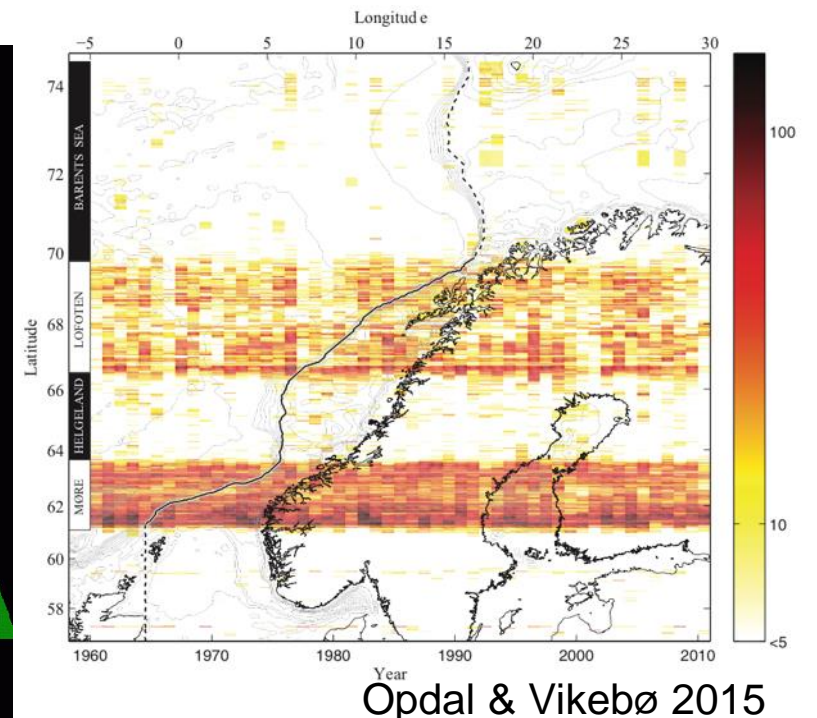 Longitud e
−5 0 5 10 15 20 25 30
74
72
70
68
66
64
62
60
58
Latitude
BARENTS SEA
LOFOTEN
HELGELAND
MØRE
1960 1970 1980 1990 2000 2010
Year
100
10
<5
Opdal & Vikebø 2015